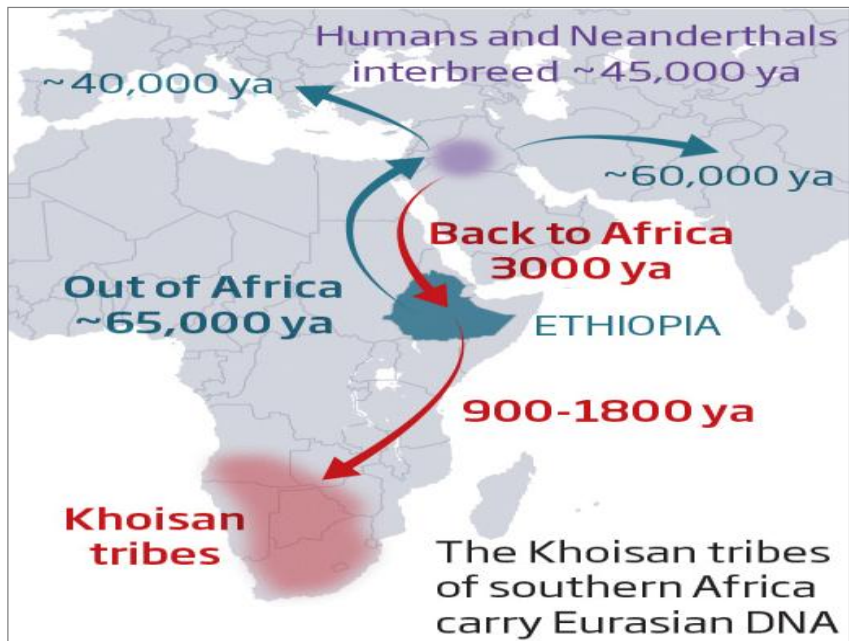 Humans and Neanderthals
interbreed ~45,000 ya
~40,000 ya
~60,000 ya
Back to Africa
3000 ya
Out of Africa
~65,000 ya
ETHIOPIA
900-1800 ya
Khoisan
tribes
The Khoisan tribes
of southern Africa
carry Eurasian DNA